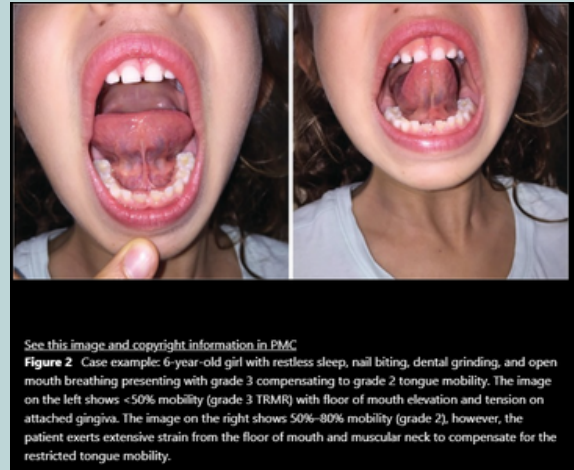 See this image and copyright information in PMC
Figure 2 Case example: 6-year-old girl with restless sleep, nail biting, dental grinding, and open
mouth breathing presenting with grade 3 compensating to grade 2 tongue mobility. The image
on the left shows <50% mobility (grade 3 TRMR) with floor of mouth elevation and tension on
attached gingiva. The image on the right shows 50%–80% mobility (grade 2), however, the
patient exerts extensive strain from the floor of mouth and muscular neck to compensate for the
restricted tongue mobility.